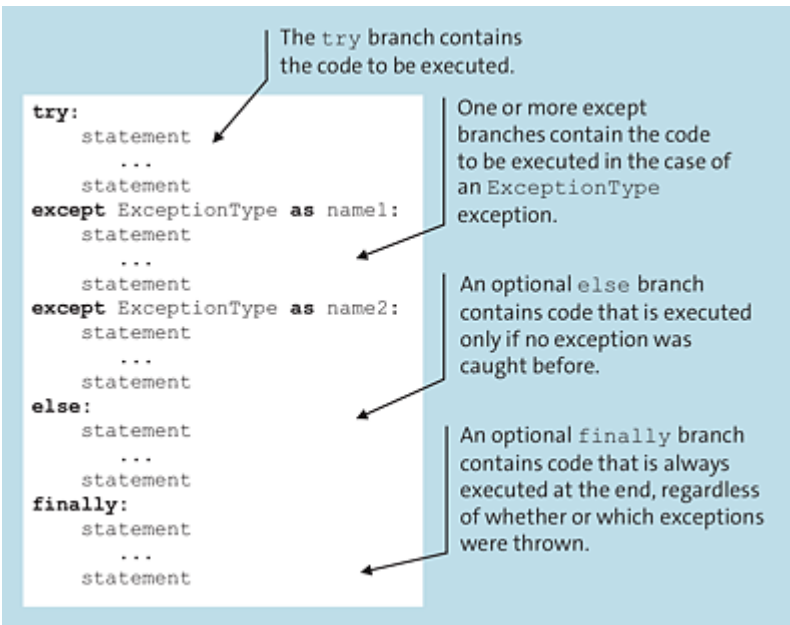 The try branch contains
the code to be executed.
try:
    statement
       ...
    statement
except ExceptionType as name1:
    statement
       ...
    statement
except ExceptionType as name2:
    statement
       ...
    statement
else:
    statement
       ...
    statement
finally:
    statement
       ...
    statement
One or more except
branches contain the code
to be executed in the case of
an ExceptionType
exception.
An optional else branch
contains code that is executed
only if no exception was
caught before.
An optional finally branch
contains code that is always
executed at the end, regardless
of whether or which exceptions
were thrown.